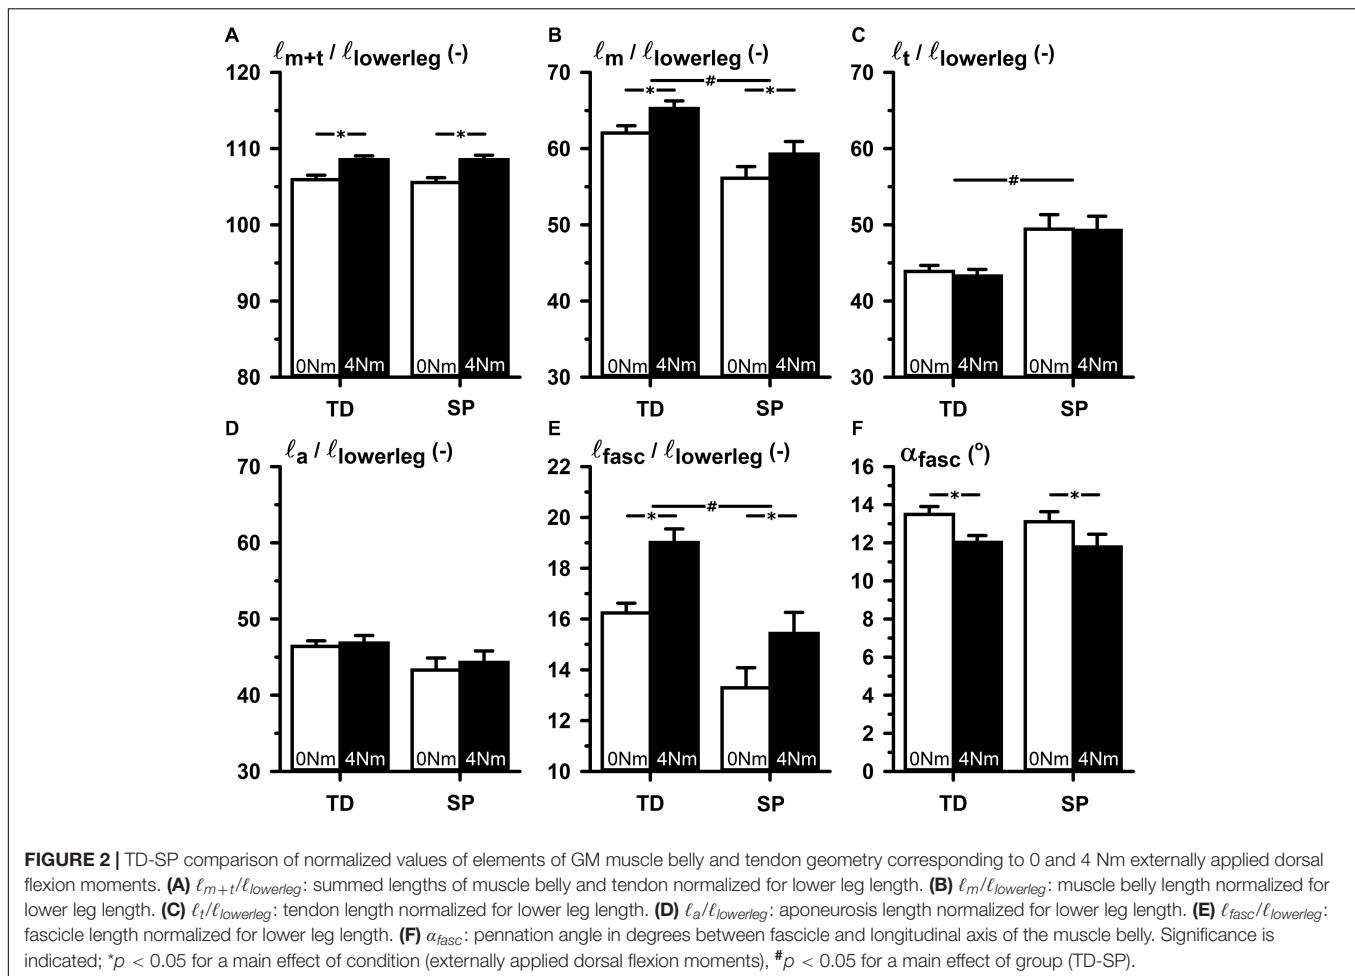 A
ℓm+t / ℓlowerleg (-)
120
110
100
90
80
*
*
0Nm 4Nm 0Nm 4Nm
TD SP
B
ℓm / ℓlowerleg (-)
70
60
50
40
30
#
*
*
0Nm 4Nm 0Nm 4Nm
TD SP
C
ℓt / ℓlowerleg (-)
70
60
50
40
30
#
0Nm 4Nm 0Nm 4Nm
TD SP
D
ℓa / ℓlowerleg (-)
70
60
50
40
30
0Nm 4Nm 0Nm 4Nm
TD SP
E
ℓfasc / ℓlowerleg (-)
22
20
18
16
14
12
10
#
*
*
0Nm 4Nm 0Nm 4Nm
TD SP
F
αfasc (°)
16
14
12
10
8
6
4
2
0
*
*
0Nm 4Nm 0Nm 4Nm
TD SP
FIGURE 2 | TD-SP comparison of normalized values of elements of GM muscle belly and tendon geometry corresponding to 0 and 4 Nm externally applied dorsal
flexion moments. (A) ℓm+t/ℓlowerleg: summed lengths of muscle belly and tendon normalized for lower leg length. (B) ℓm/ℓlowerleg: muscle belly length normalized for
lower leg length. (C) ℓt/ℓlowerleg: tendon length normalized for lower leg length. (D) ℓa/ℓlowerleg: aponeurosis length normalized for lower leg length. (E) ℓfasc/ℓlowerleg:
fascicle length normalized for lower leg length. (F) αfasc: pennation angle in degrees between fascicle and longitudinal axis of the muscle belly. Significance is
indicated; *p < 0.05 for a main effect of condition (externally applied dorsal flexion moments), #p < 0.05 for a main effect of group (TD-SP).